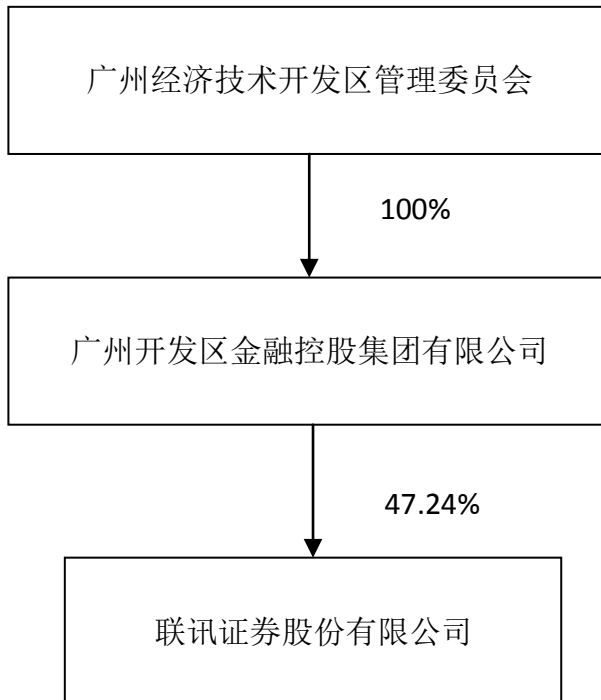 广州经济技术开发区管理委员会
100%
广州开发区金融控股集团有限公司
47.24%
联讯证券股份有限公司